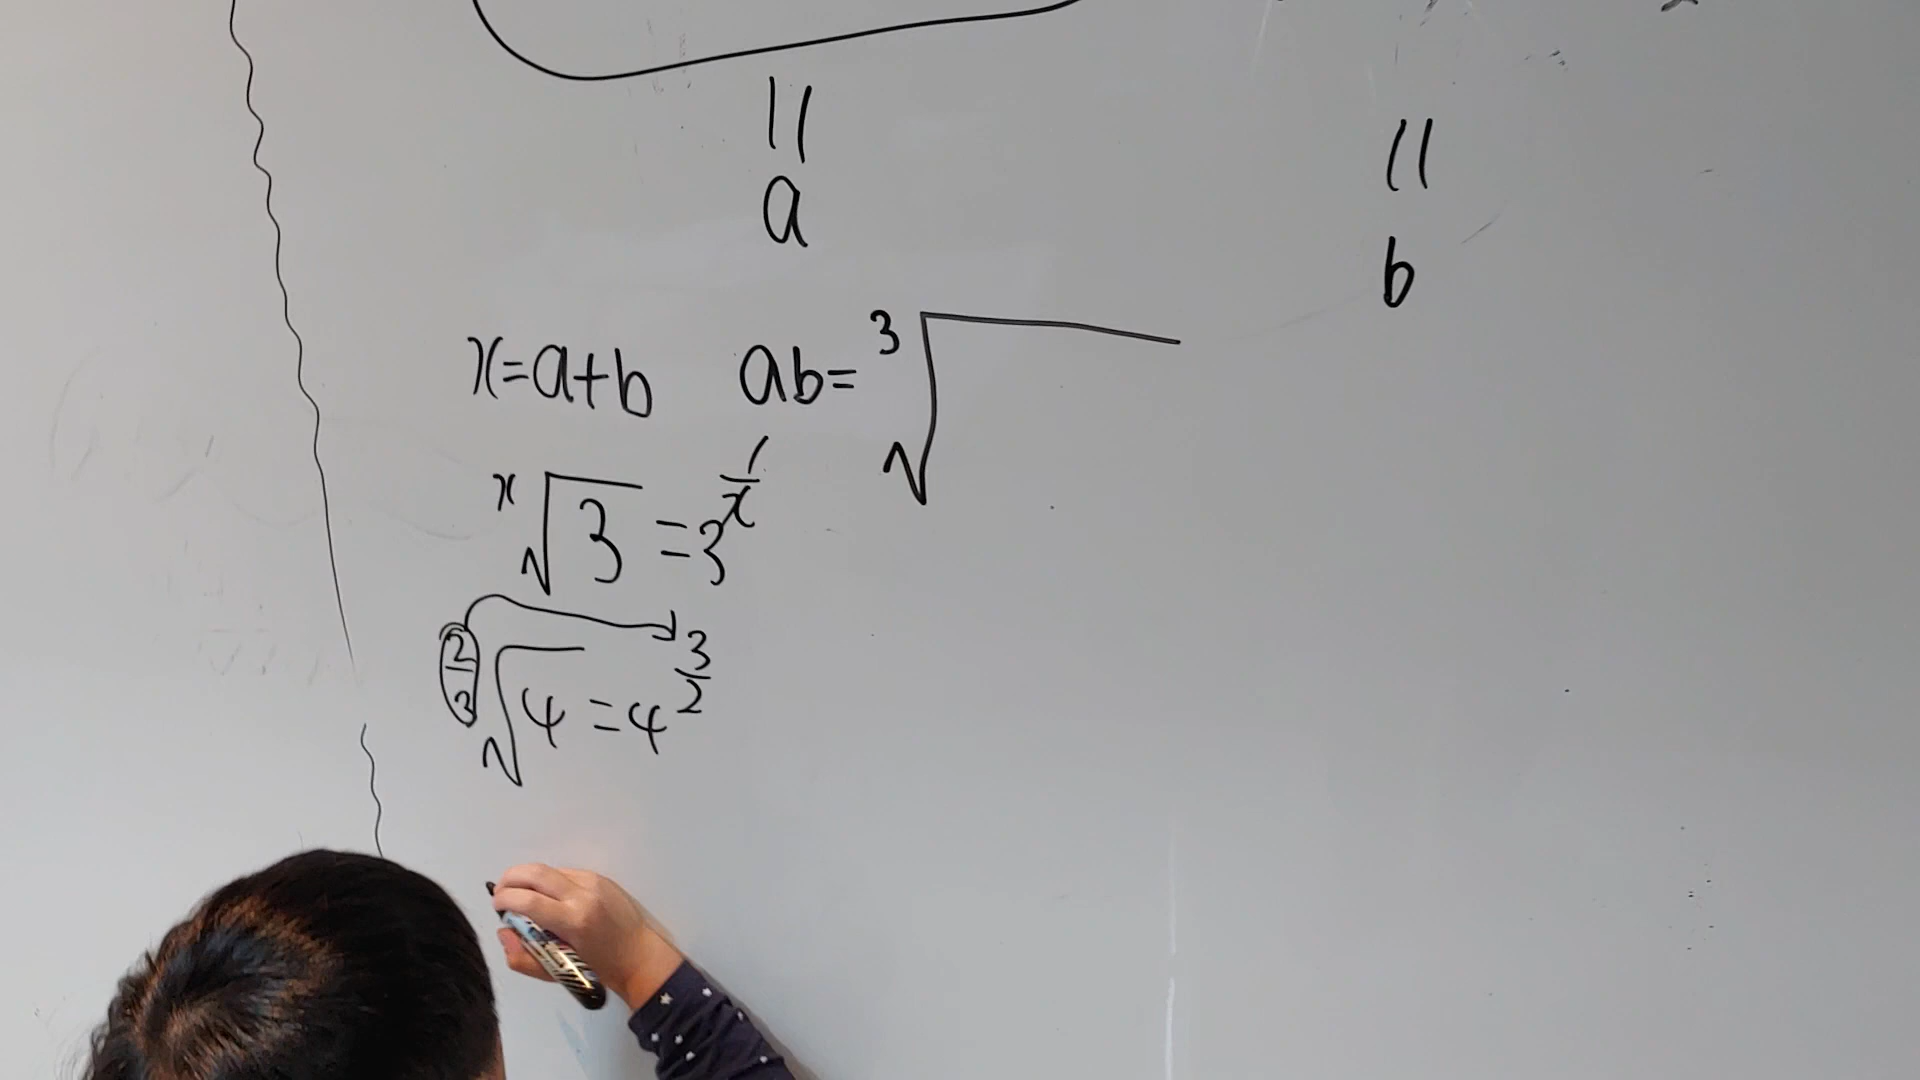 ||
a
||
b
x=a+b ab=∛
ˣ√3 =3^(1/x)
^(2/3)√4 =4^(3/2)